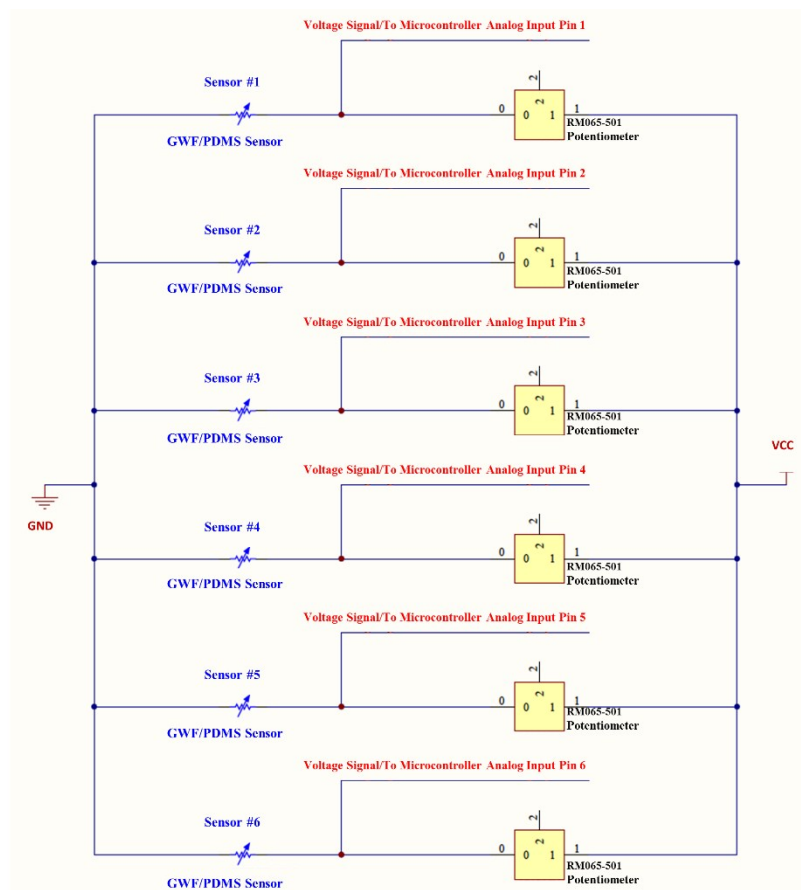 Voltage Signal/To Microcontroller Analog Input Pin 1
Sensor #1
2
0
0 2 1
1
GWF/PDMS Sensor
RM065-501
Potentiometer
Voltage Signal/To Microcontroller Analog Input Pin 2
Sensor #2
2
0
0 2 1
1
GWF/PDMS Sensor
RM065-501
Potentiometer
Voltage Signal/To Microcontroller Analog Input Pin 3
Sensor #3
2
0
0 2 1
1
GWF/PDMS Sensor
RM065-501
Potentiometer
VCC
Voltage Signal/To Microcontroller Analog Input Pin 4
GND
Sensor #4
2
0
0 2 1
1
GWF/PDMS Sensor
RM065-501
Potentiometer
Voltage Signal/To Microcontroller Analog Input Pin 5
Sensor #5
2
0
0 2 1
1
GWF/PDMS Sensor
RM065-501
Potentiometer
Voltage Signal/To Microcontroller Analog Input Pin 6
Sensor #6
2
0
0 2 1
1
GWF/PDMS Sensor
RM065-501
Potentiometer